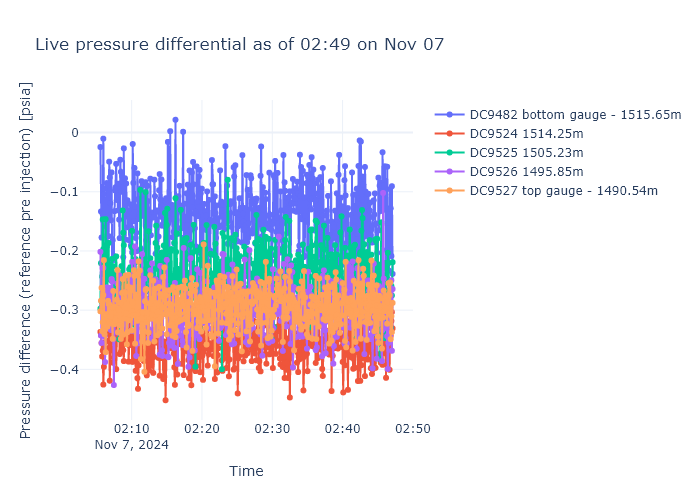 Live pressure differential as of 02:49 on Nov 07
Pressure difference (reference pre injection) [psia]
0
−0.1
−0.2
−0.3
−0.4
02:10
02:20
02:30
02:40
02:50
Nov 7, 2024
Time
DC9482 bottom gauge - 1515.65m
DC9524 1514.25m
DC9525 1505.23m
DC9526 1495.85m
DC9527 top gauge - 1490.54m